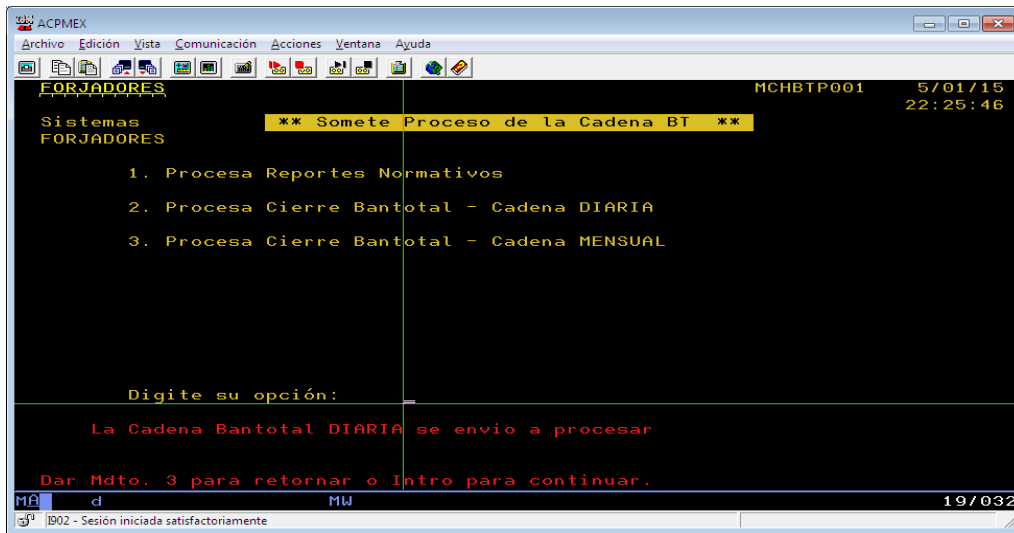 ACPMEX
Archivo Edición Vista Comunicación Acciones Ventana Ayuda
FORJADORES MCHBTP001 5/01/15
22:25:46
Sistemas ** Somete Proceso de la Cadena BT **
FORJADORES
1. Procesa Reportes Normativos
2. Procesa Cierre Bantotal - Cadena DIARIA
3. Procesa Cierre Bantotal - Cadena MENSUAL
Digite su opción:
La Cadena Bantotal DIARIA se envio a procesar
Dar Mdto. 3 para retornar o Intro para continuar.
MA d MW 19/032
I902 - Sesión iniciada satisfactoriamente